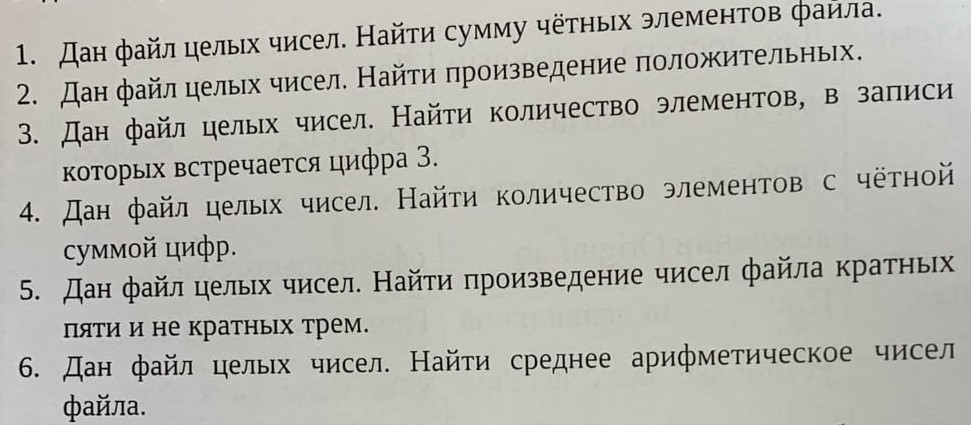 1. Дан файл целых чисел. Найти сумму чётных элементов файла.
2. Дан файл целых чисел. Найти произведение положительных.
3. Дан файл целых чисел. Найти количество элементов, в записи
которых встречается цифра 3.
4. Дан файл целых чисел. Найти количество элементов с чётной
суммой цифр.
5. Дан файл целых чисел. Найти произведение чисел файла кратных
пяти и не кратных трем.
6. Дан файл целых чисел. Найти среднее арифметическое чисел
файла.